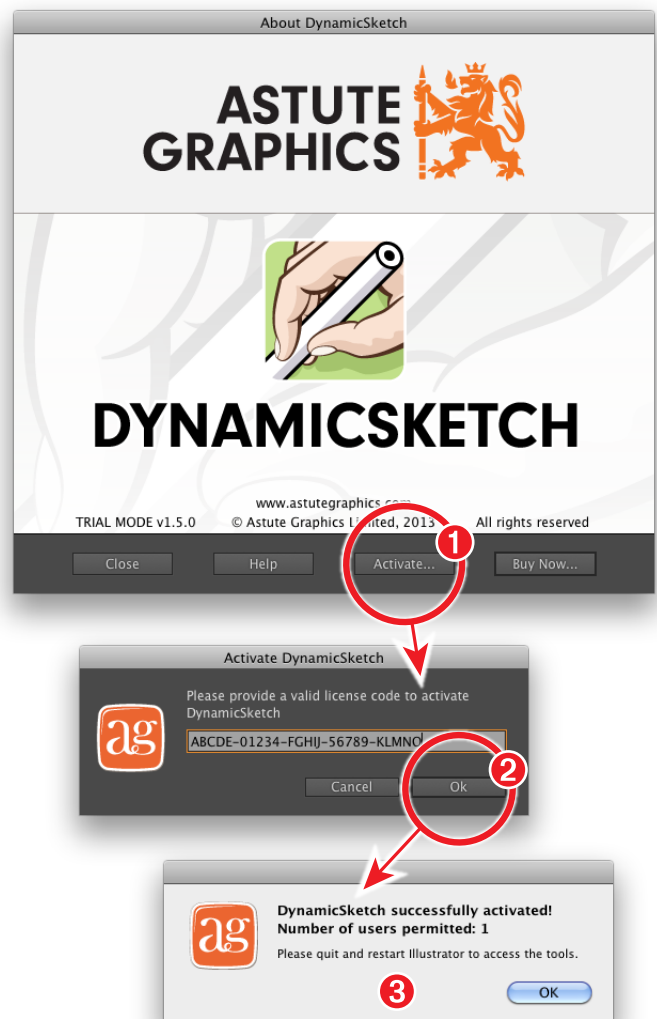 About DynamicSketch
ASTUTE
GRAPHICS
DYNAMICSKETCH
www.astutegraphics.com
TRIAL MODE v1.5.0 © Astute Graphics Limited, 2013 All rights reserved
1
Close Help Activate... Buy Now...
Activate DynamicSketch
Please provide a valid license code to activate
DynamicSketch
ag
ABCDE-01234-FGHIJ-56789-KLMNO
2
Cancel Ok
DynamicSketch successfully activated!
ag
Number of users permitted: 1
Please quit and restart Illustrator to access the tools.
3
OK